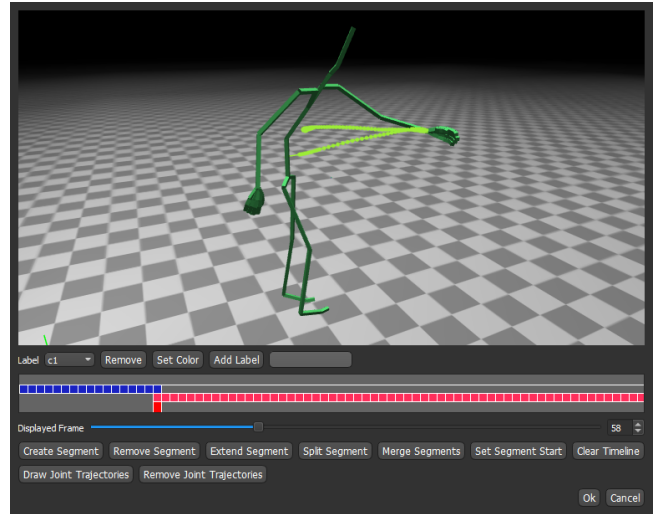 Label c1 Remove Set Color Add Label
Displayed Frame 58
Create Segment Remove Segment Extend Segment Split Segment Merge Segments Set Segment Start Clear Timeline
Draw Joint Trajectories Remove Joint Trajectories
Ok Cancel